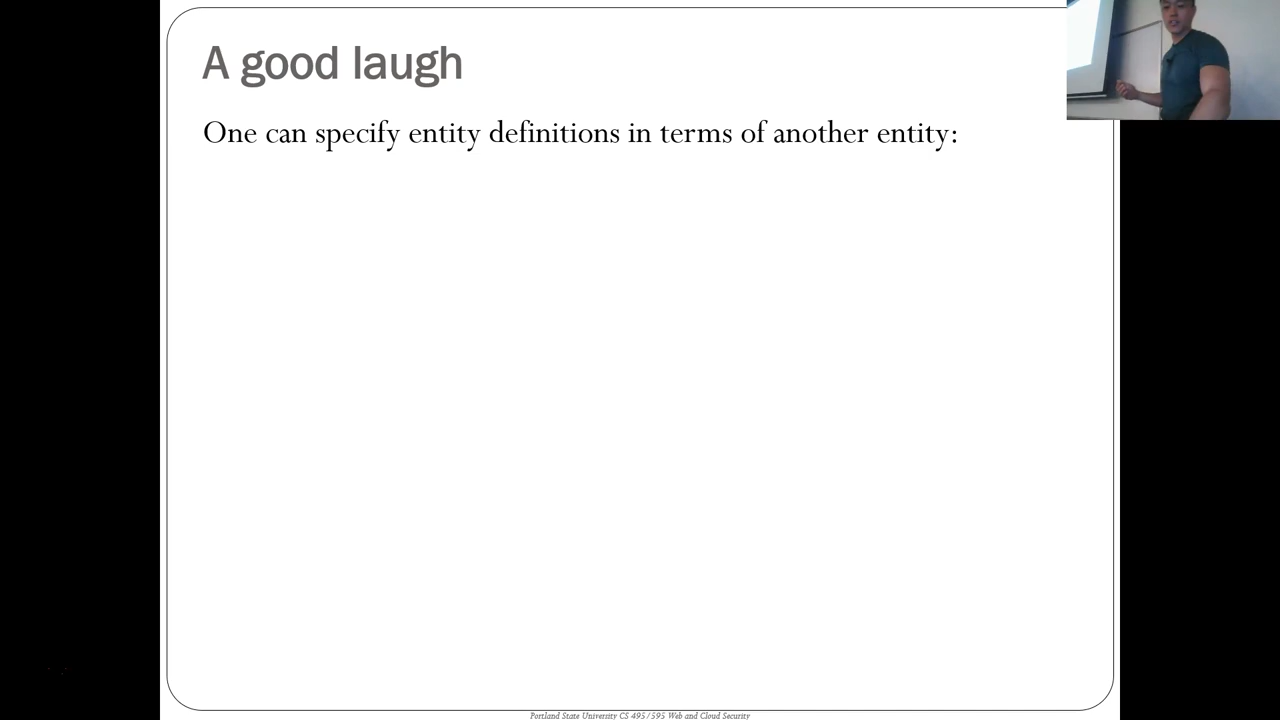 A good laugh
One can specify entity definitions in terms of another entity:
Portland State University CS 495/595 Web and Cloud Security